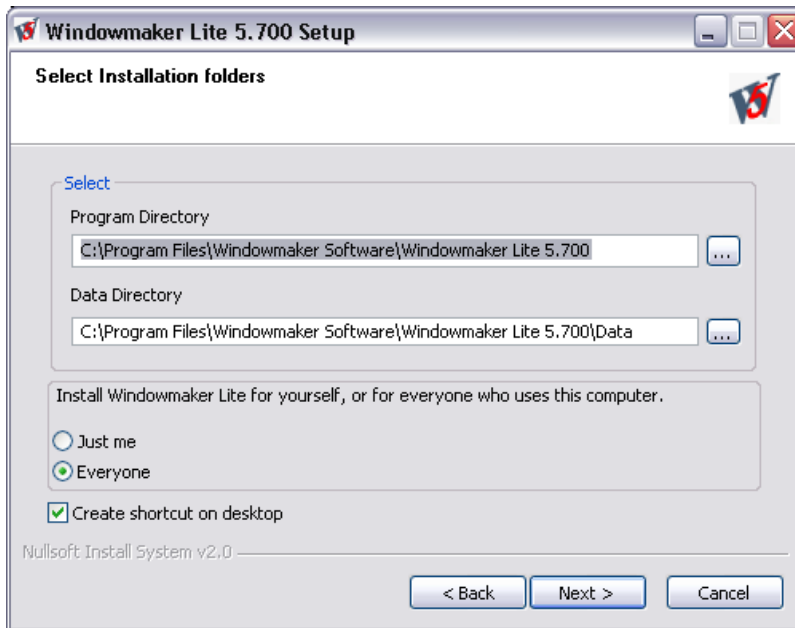 Windowmaker Lite 5.700 Setup
Select Installation folders
Select
Program Directory
C:\Program Files\Windowmaker Software\Windowmaker Lite 5.700
...
Data Directory
C:\Program Files\Windowmaker Software\Windowmaker Lite 5.700\Data
...
Install Windowmaker Lite for yourself, or for everyone who uses this computer.
Just me
Everyone
Create shortcut on desktop
Nullsoft Install System v2.0
< Back Next > Cancel